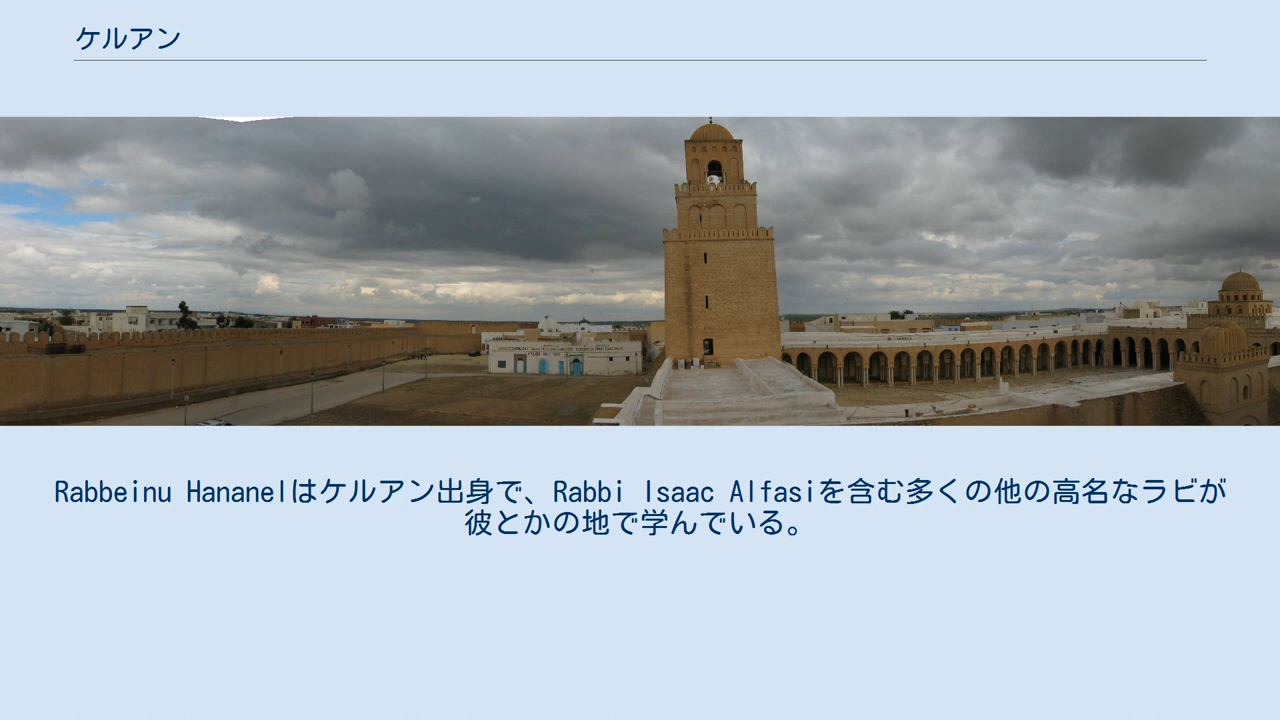 ケルアン
Rabbeinu Hananelはケルアン出身で、Rabbi Isaac Alfasiを含む多くの他の高名なラビが
彼とかの地で学んでいる。